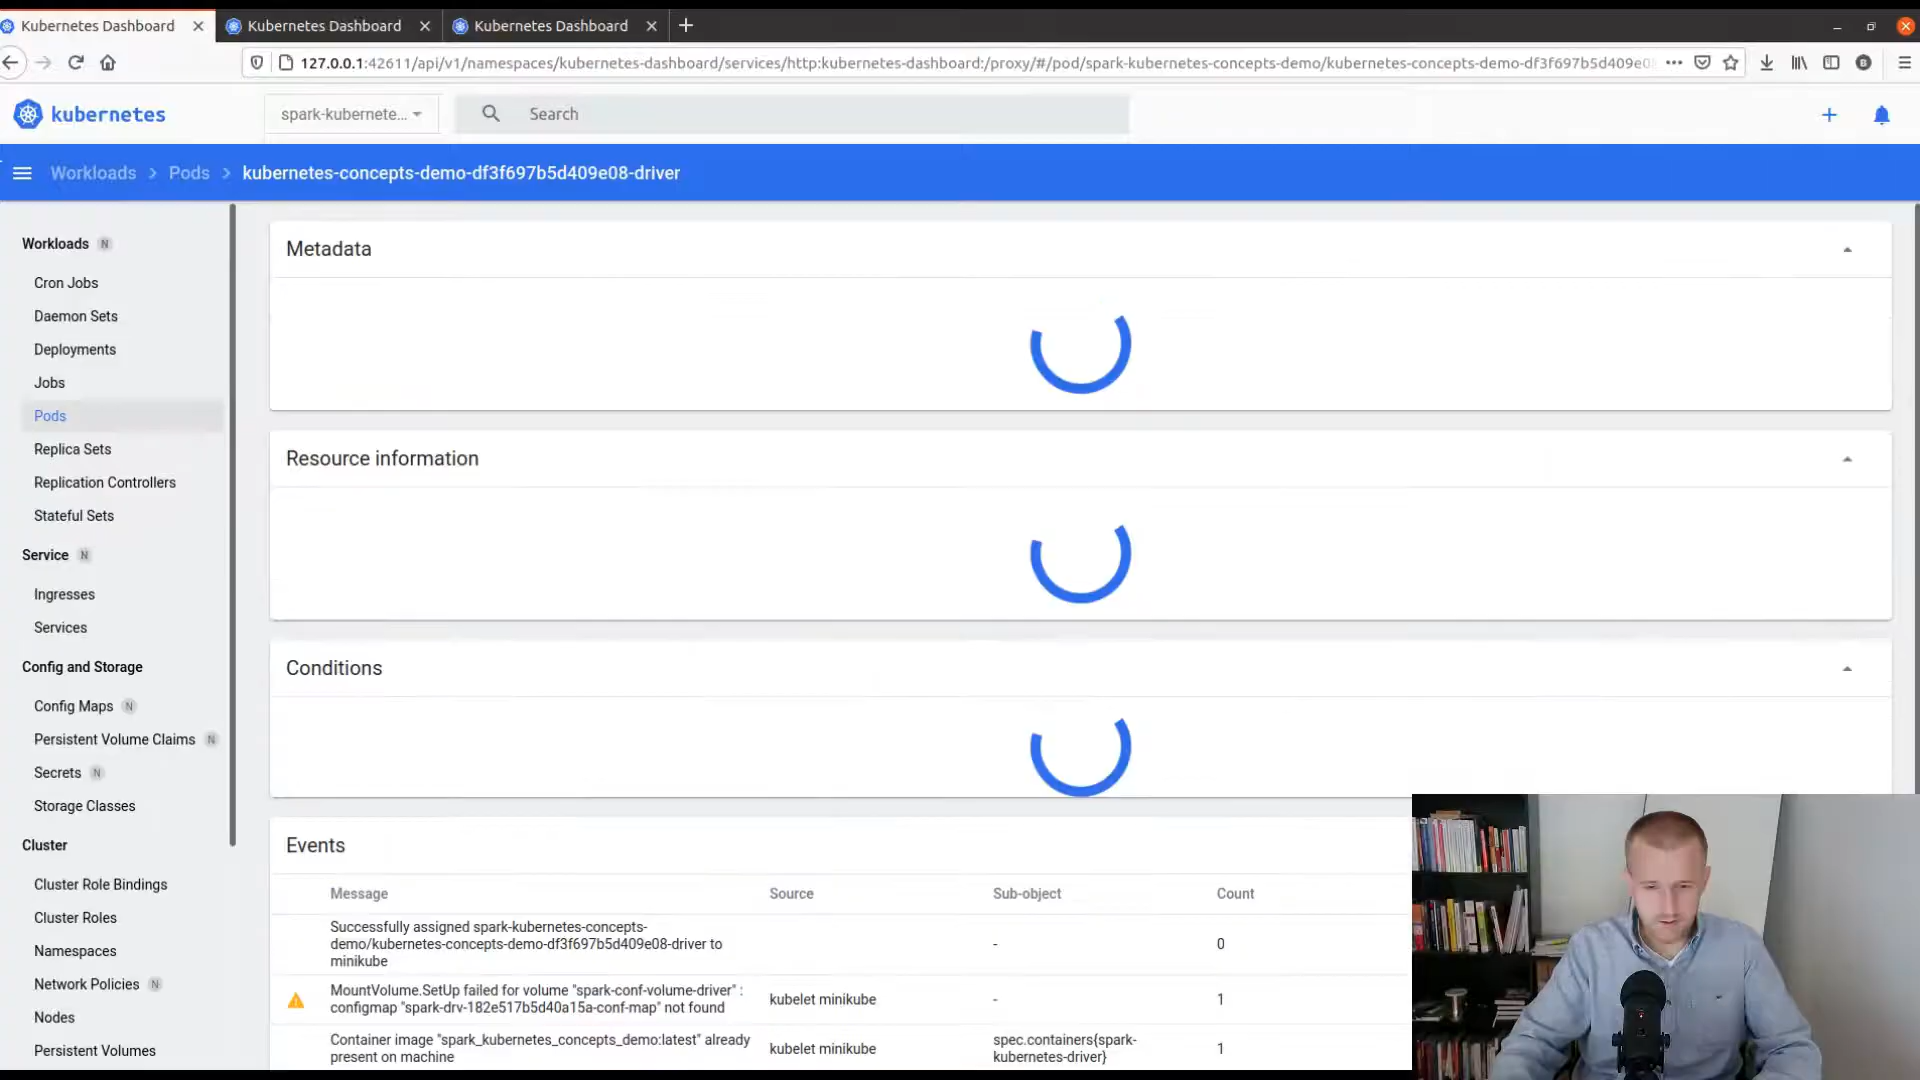 Kubernetes Dashboard
Kubernetes Dashboard
Kubernetes Dashboard
127.0.0.1:42611/api/v1/namespaces/kubernetes-dashboard/services/http:kubernetes-dashboard:/proxy/#/pod/spark-kubernetes-concepts-demo/kubernetes-concepts-demo-df3f697b5d409e0
kubernetes
spark-kubernete...
Search
Workloads
Pods
kubernetes-concepts-demo-df3f697b5d409e08-driver
Workloads N
Cron Jobs
Daemon Sets
Deployments
Jobs
Pods
Replica Sets
Replication Controllers
Stateful Sets
Service N
Ingresses
Services
Config and Storage
Config Maps N
Persistent Volume Claims N
Secrets N
Storage Classes
Cluster
Cluster Role Bindings
Cluster Roles
Namespaces
Network Policies N
Nodes
Persistent Volumes
Metadata
Resource information
Conditions
Events
Message Source Sub-object Count
Successfully assigned spark-kubernetes-concepts-
demo/kubernetes-concepts-demo-df3f697b5d409e08-driver to
minikube
- 0
MountVolume.SetUp failed for volume "spark-conf-volume-driver" :
configmap "spark-drv-182e517b5d40a15a-conf-map" not found
kubelet minikube - 1
Container image "spark_kubernetes_concepts_demo:latest" already
present on machine
kubelet minikube
spec.containers{spark-
kubernetes-driver}
1